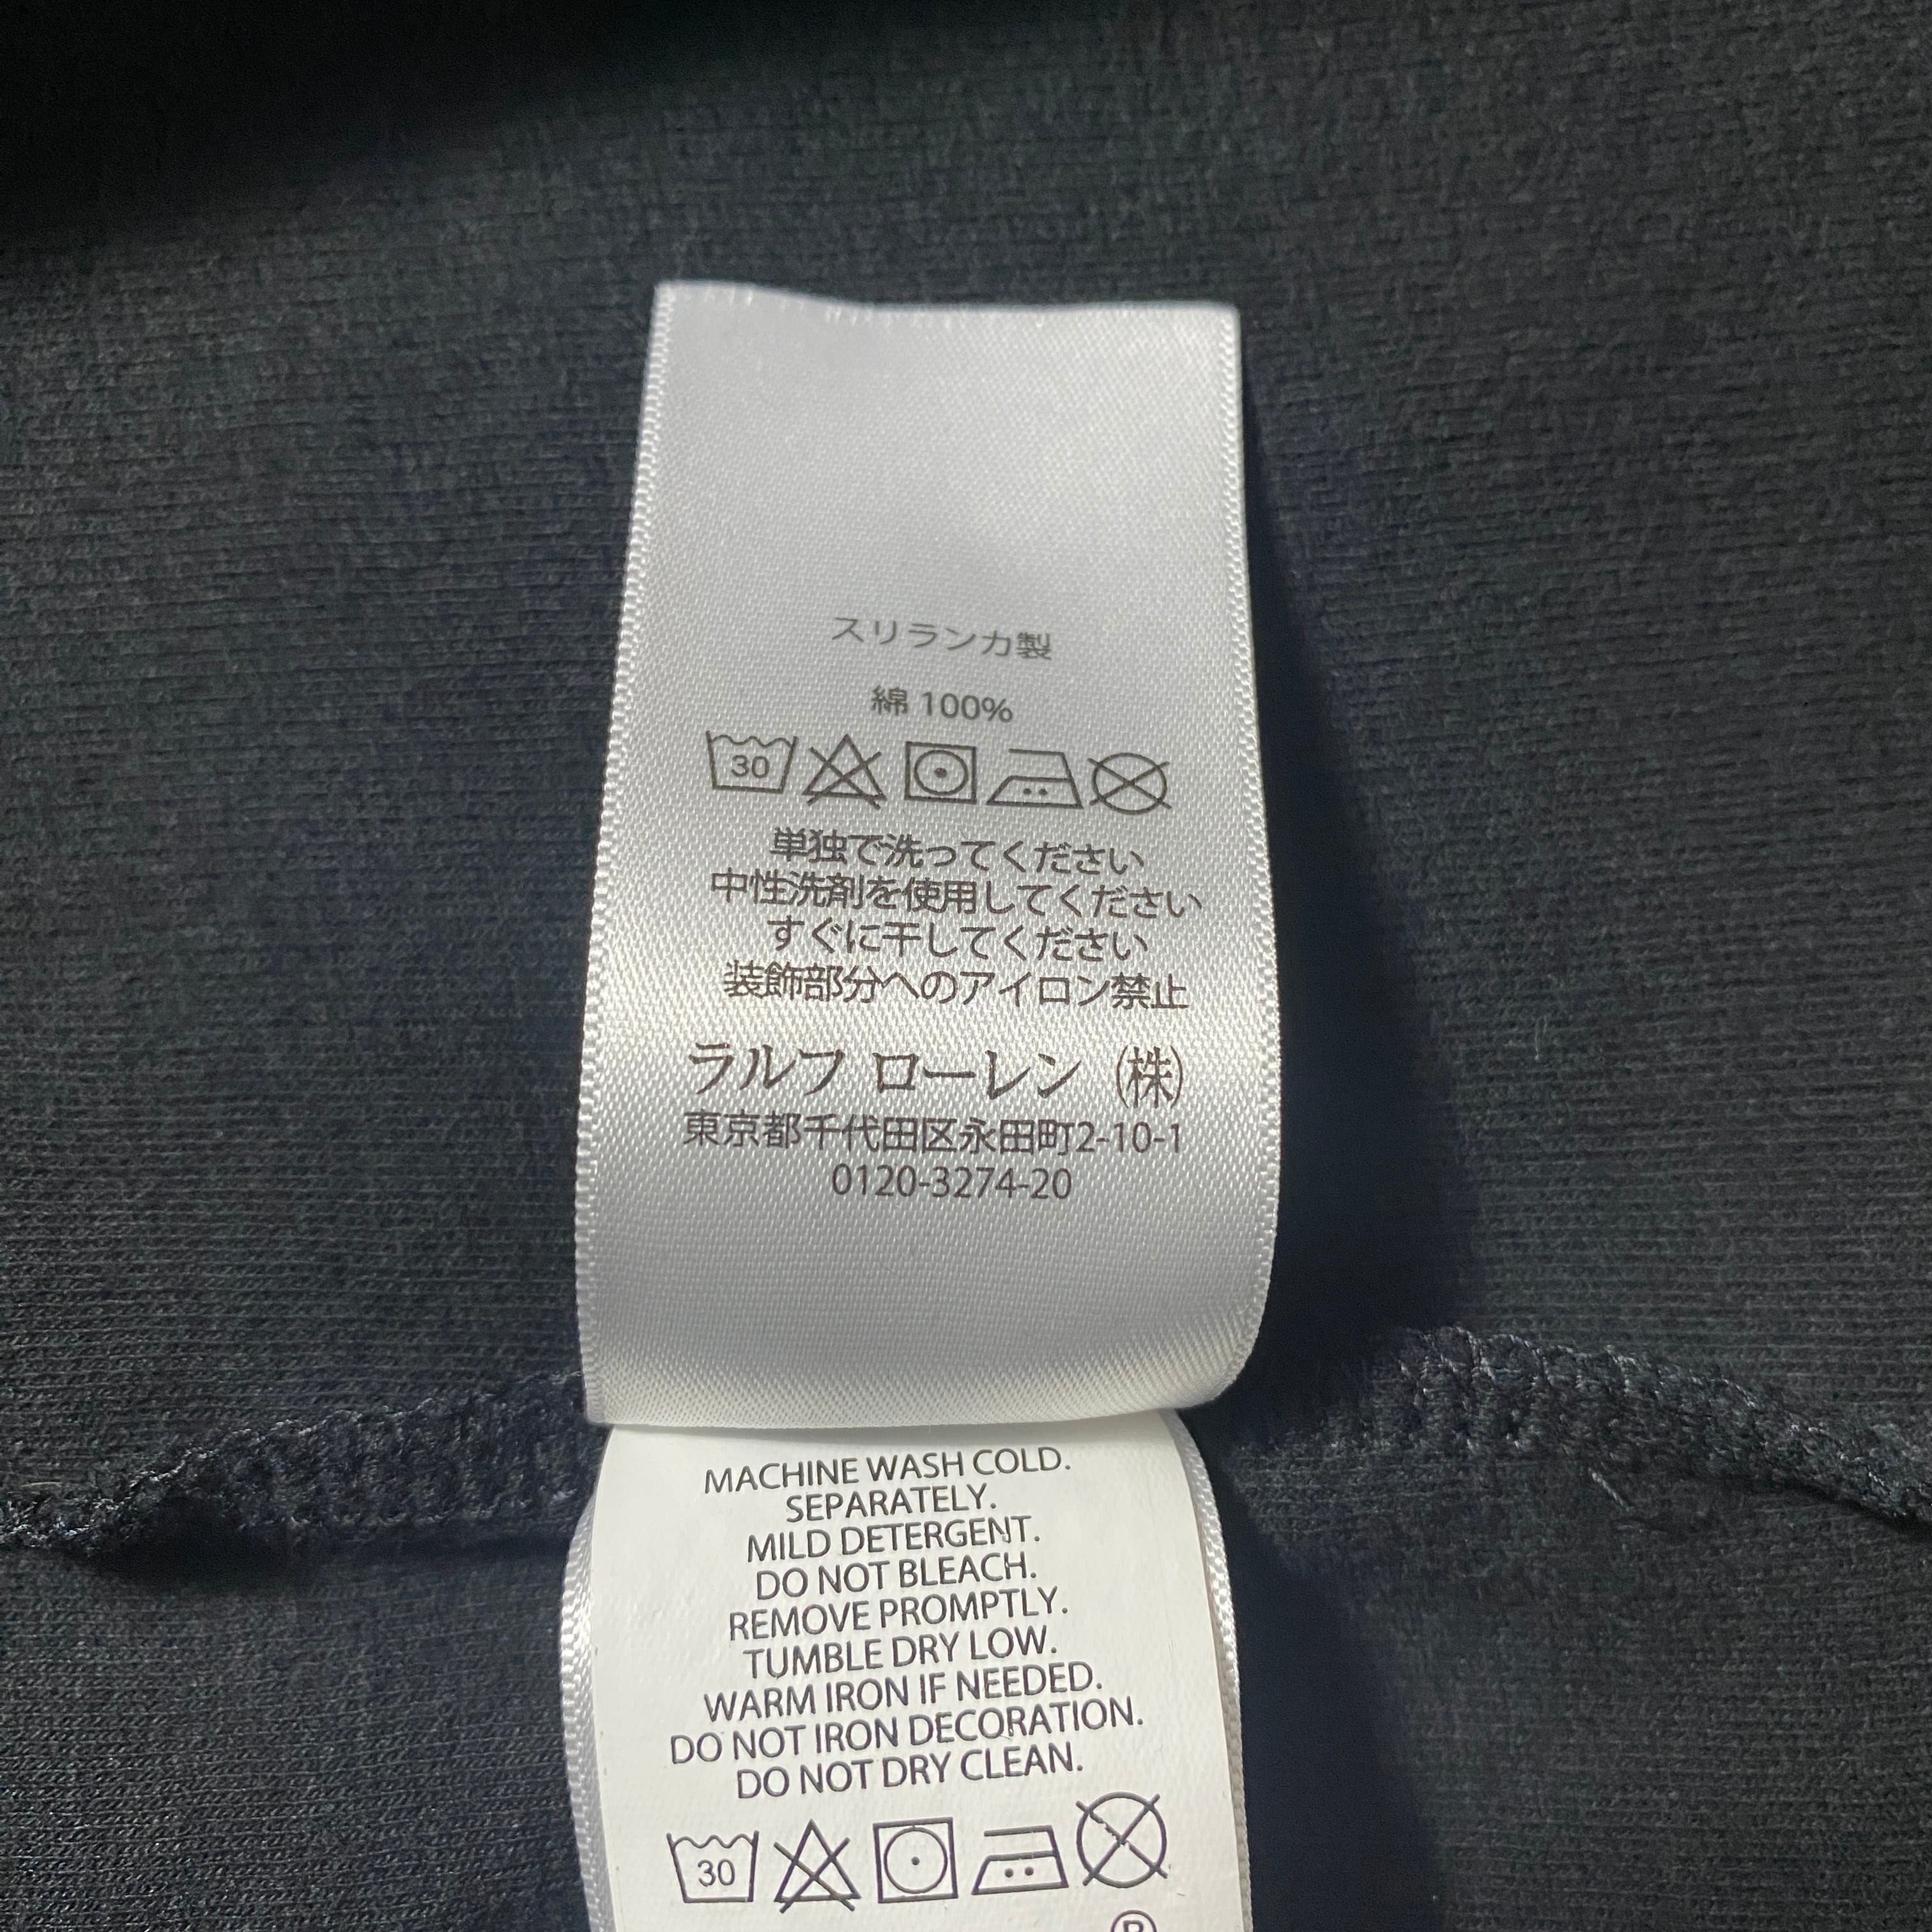 スリランカ製
綿 100%
30
単独で洗ってください
中性洗剤を使用してください
すぐに干してください
装飾部分へのアイロン禁止
ラルフ ローレン (株)
東京都千代田区永田町2-10-1
0120-3274-20
MACHINE WASH COLD.
SEPARATELY.
MILD DETERGENT.
DO NOT BLEACH.
REMOVE PROMPTLY.
TUMBLE DRY LOW.
WARM IRON IF NEEDED.
DO NOT IRON DECORATION.
DO NOT DRY CLEAN.
30
®